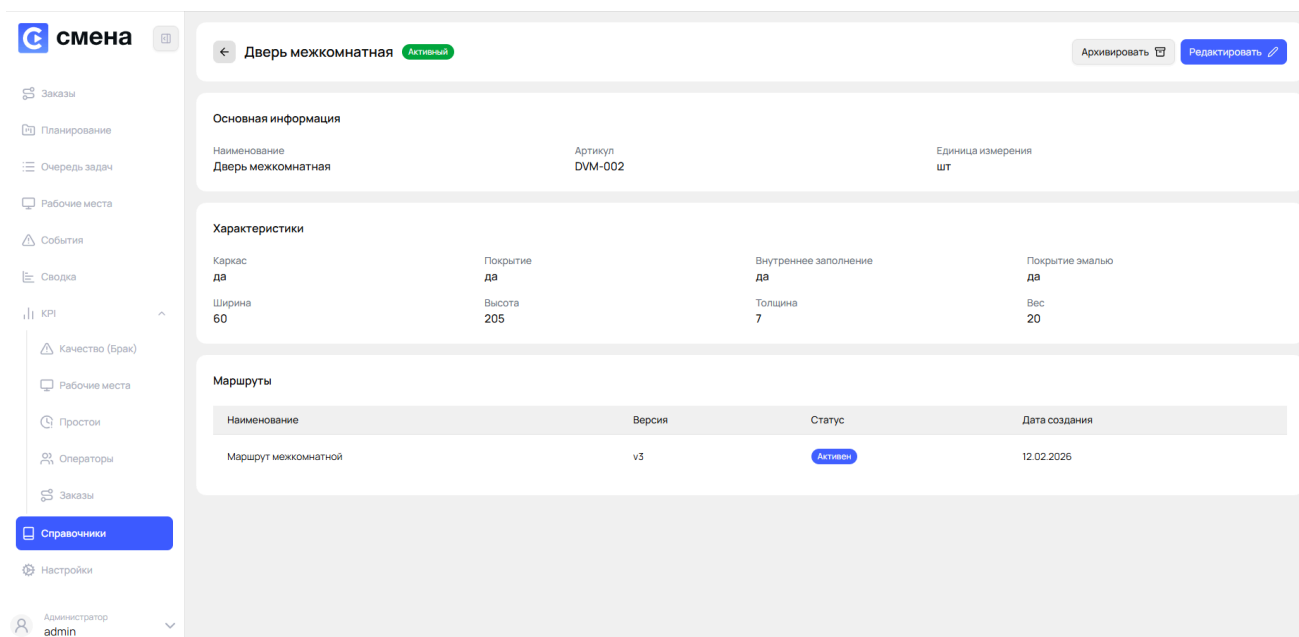 смена
Заказы
Планирование
Очередь задач
Рабочие места
События
Сводка
KPI
Качество (Брак)
Рабочие места
Простои
Операторы
Заказы
Справочники
Настройки
Администратор
admin
Дверь межкомнатная Активный
Архивировать Редактировать
Основная информация
Наименование Артикул Единица измерения
Дверь межкомнатная DVM-002 шт
Характеристики
Каркас Покрытие Внутреннее заполнение Покрытие эмалью
да да да да
Ширина Высота Толщина Вес
60 205 7 20
Маршруты
Наименование Версия Статус Дата создания
Маршрут межкомнатной v3 Активен 12.02.2026